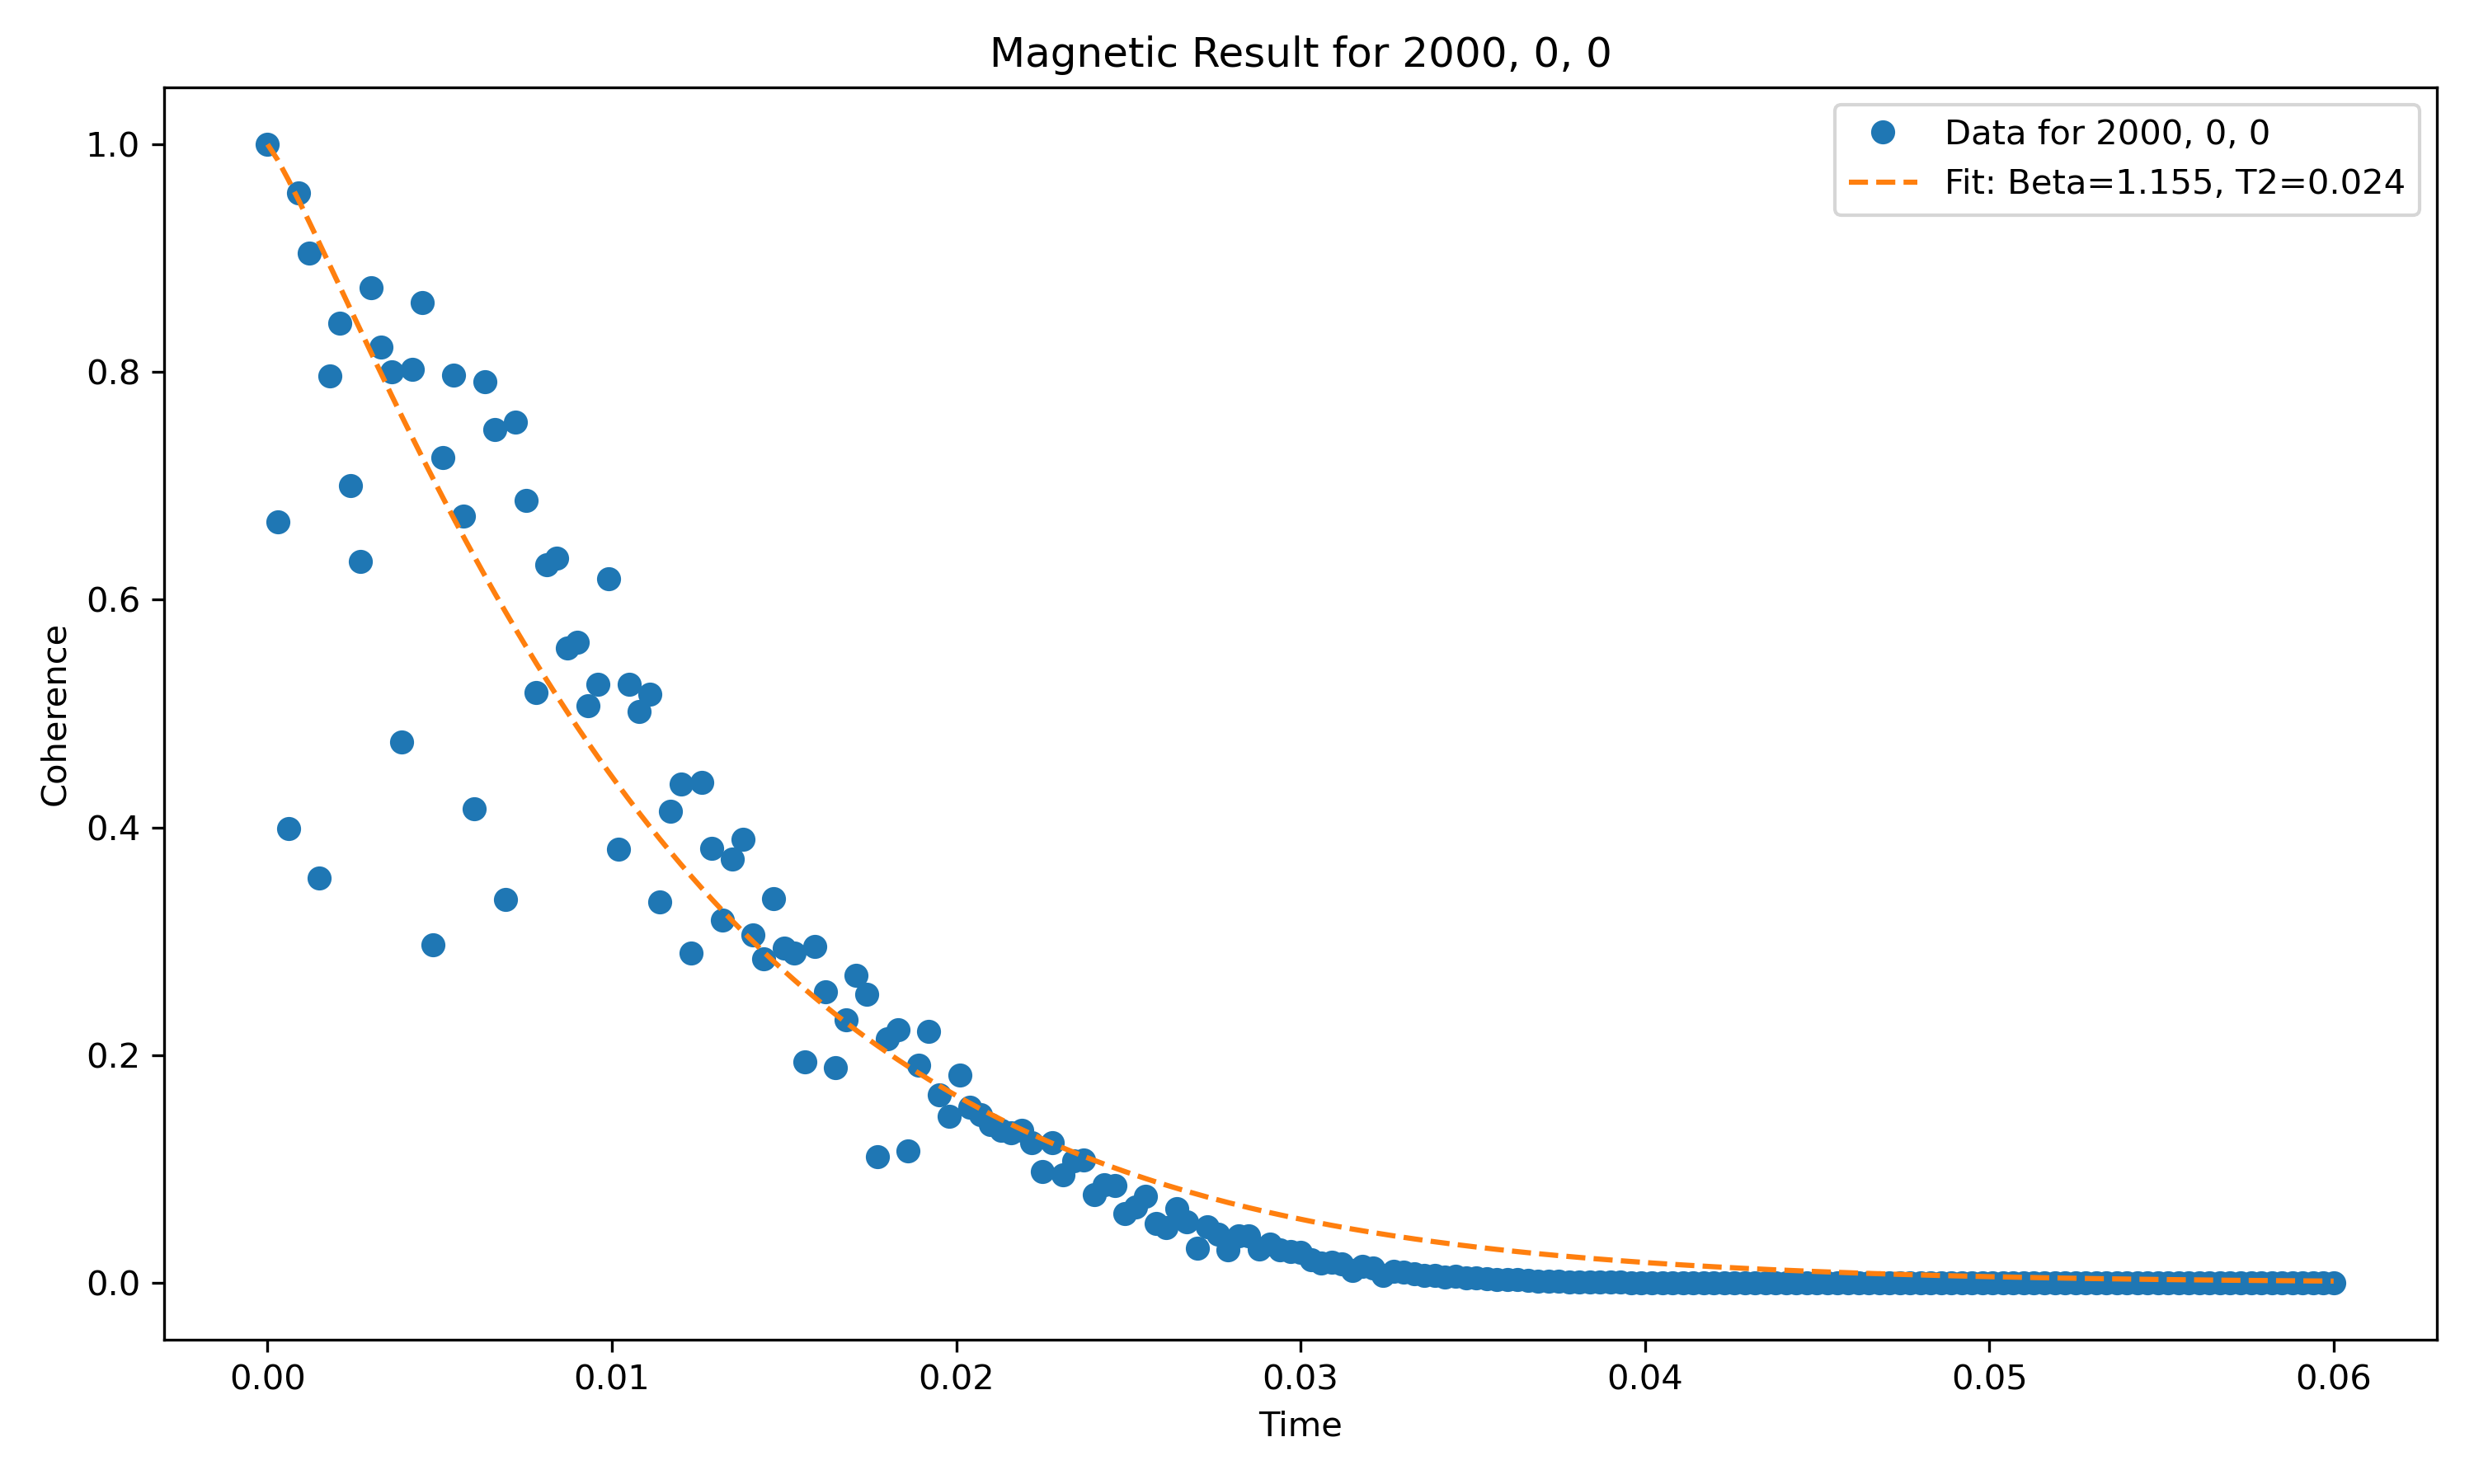 Magnetic Result for 2000, 0, 0
Data for 2000, 0, 0
Fit: Beta=1.155, T2=0.024
1.0
0.8
0.6
0.4
0.2
0.0
Coherence
0.00 0.01 0.02 0.03 0.04 0.05 0.06
Time